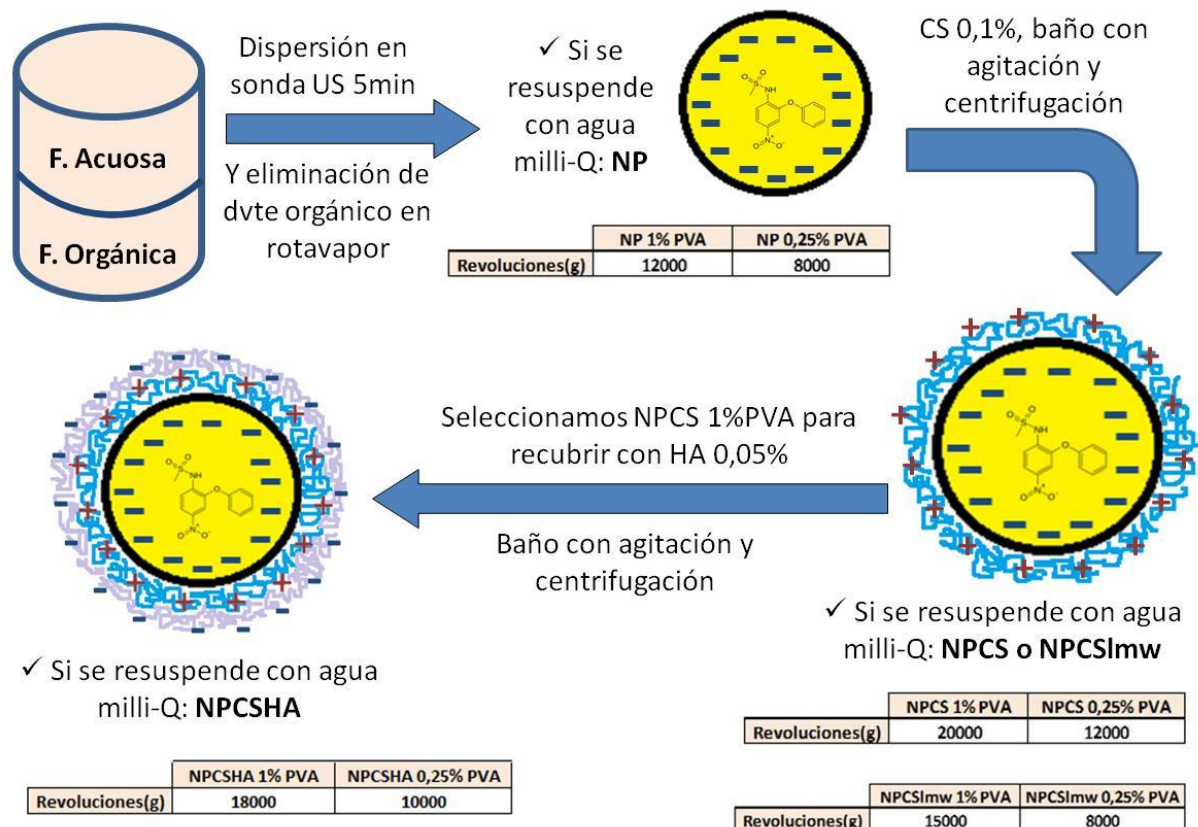 F. Acuosa
F. Orgánica
Dispersión en
sonda US 5min
Y eliminación de
dvte orgánico en
rotavapor
✓ Si se
resuspende
con agua
milli-Q: NP
O O
S
NH
O
N+
O O-
CS 0,1%, baño con
agitación y
centrifugación
NP 1% PVA NP 0,25% PVA
Revoluciones(g) 12000 8000
O O
S
NH
O
N+
O O-
✓ Si se resuspende con agua
milli-Q: NPCS o NPCSlmw
NPCS 1% PVA NPCS 0,25% PVA
Revoluciones(g) 20000 12000
NPCSlmw 1% PVA NPCSlmw 0,25% PVA
Revoluciones(g) 15000 8000
Seleccionamos NPCS 1%PVA para
recubrir con HA 0,05%
Baño con agitación y
centrifugación
O O
S
NH
O
N+
O O-
✓ Si se resuspende con agua
milli-Q: NPCSHA
NPCSHA 1% PVA NPCSHA 0,25% PVA
Revoluciones(g) 18000 10000